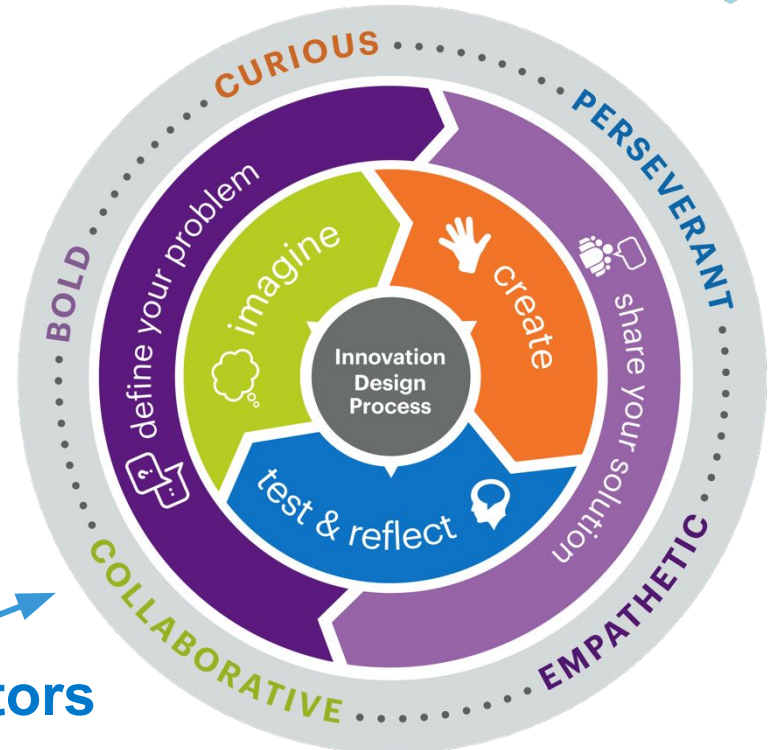 CURIOUS
PERSEVERANT
EMPATHETIC
COLLABORATIVE
BOLD
define your problem
share your solution
imagine
create
test & reflect
Innovation
Design
Process
tors